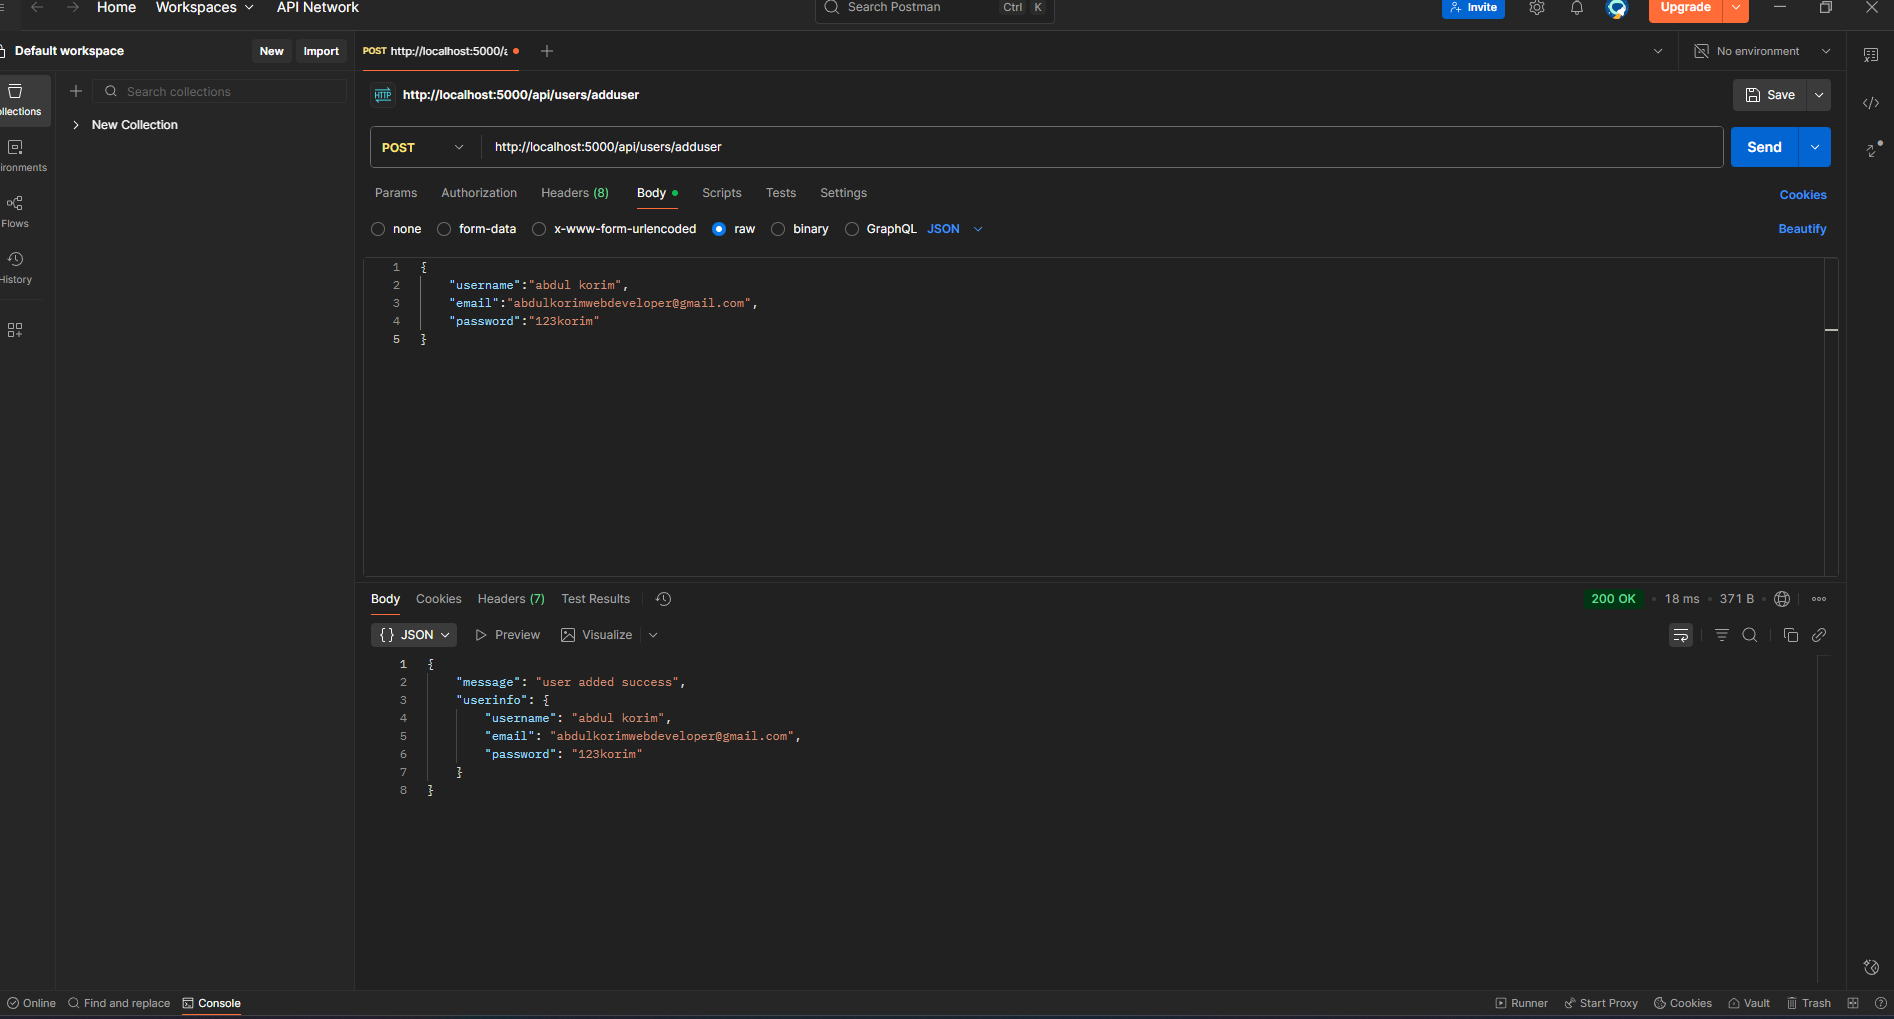 Home Workspaces API Network Search Postman Ctrl K Invite Upgrade
Default workspace New Import POST http://localhost:5000/a No environment
Search collections HTTP http://localhost:5000/api/users/adduser Save
New Collection
POST http://localhost:5000/api/users/adduser Send
Params Authorization Headers (8) Body Scripts Tests Settings Cookies
none form-data x-www-form-urlencoded raw binary GraphQL JSON Beautify
ollections
ironments
Flows
History
1 {
2 "username":"abdul korim",
3 "email":"abdulkorimwebdeveloper@gmail.com",
4 "password":"123korim"
5 }
Body Cookies Headers (7) Test Results 200 OK • 18 ms • 371 B
{} JSON Preview Visualize
1 {
2 "message": "user added success",
3 "userinfo": {
4 "username": "abdul korim",
5 "email": "abdulkorimwebdeveloper@gmail.com",
6 "password": "123korim"
7 }
8 }
Online Find and replace Console Runner Start Proxy Cookies Vault Trash